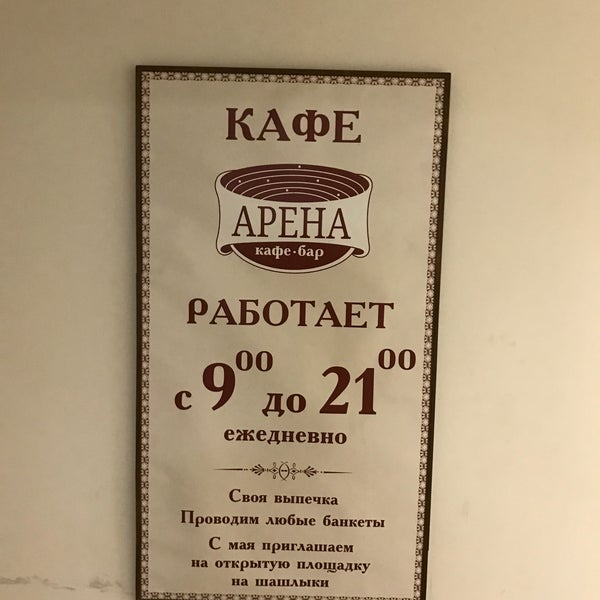 КАФЕ
АРЕНА
кафе·бар
РАБОТАЕТ
с 9⁰⁰ до 21⁰⁰
ежедневно
Своя выпечка
Проводим любые банкеты
С мая приглашаем
на открытую площадку
на шашлыки